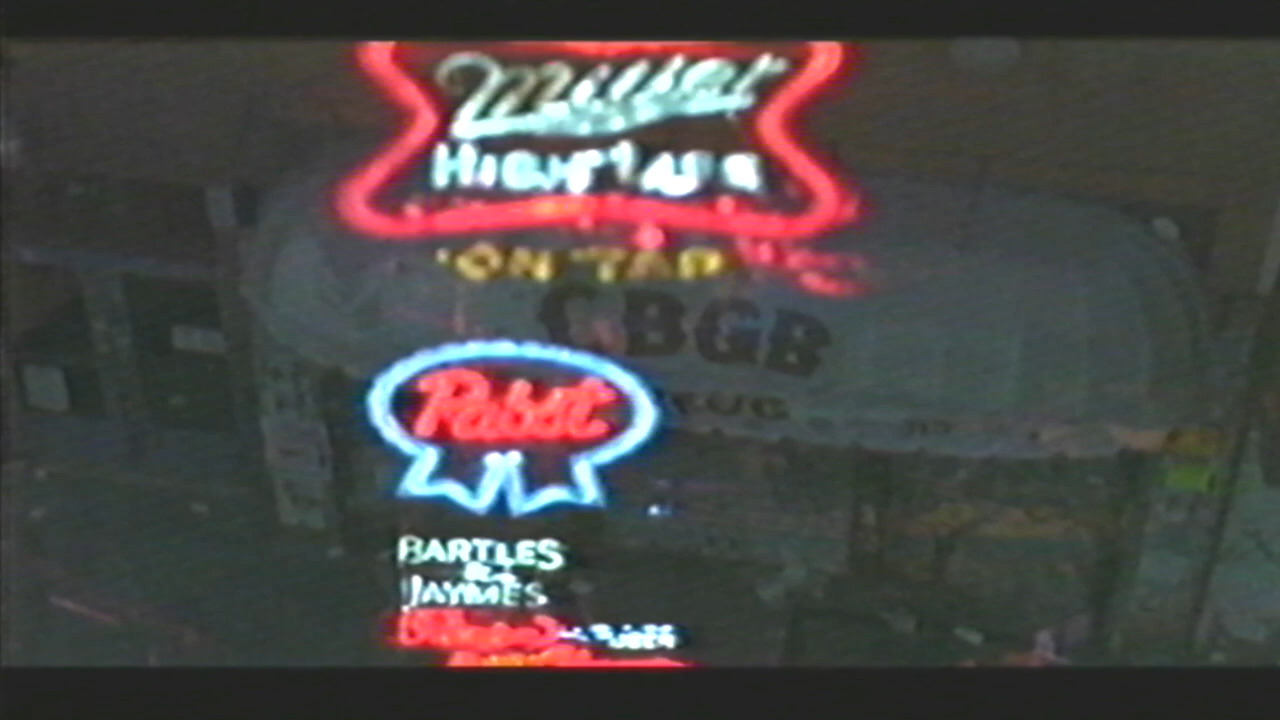 Miller
HIGH LIFE
ON TAP
CBGB
Pabst
BARTLES
&
JAYMES